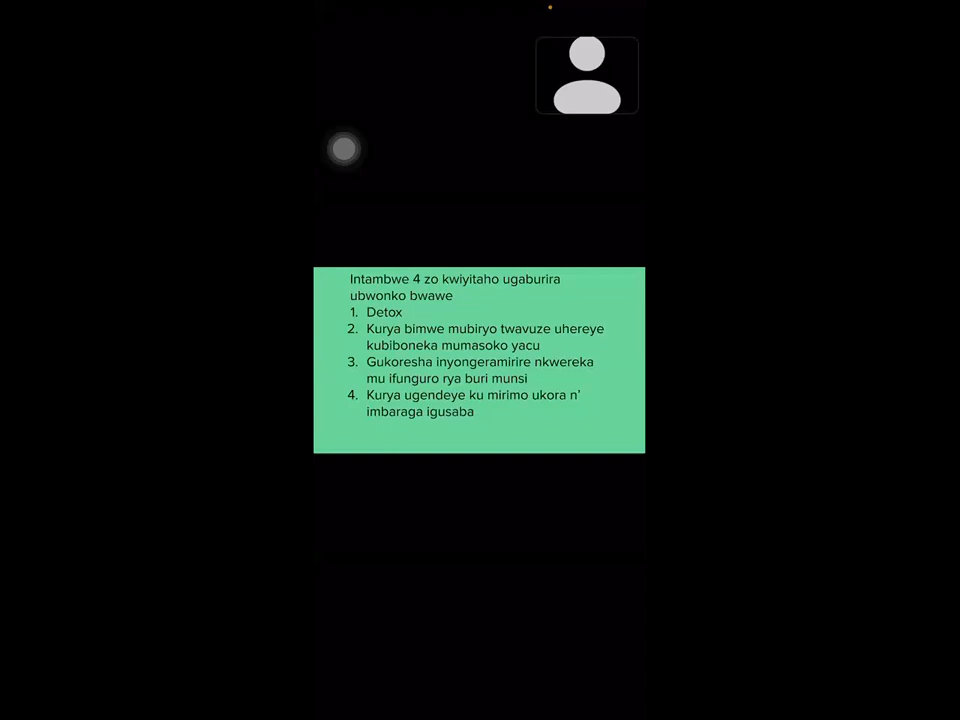 Intambwe 4 zo kwiyitaho ugaburira
ubwonko bwawe
1. Detox
2. Kurya bimwe mubiryo twavuze uhereye
kubiboneka mumasoko yacu
3. Gukoresha inyongeramirire nkwereka
mu ifunguro rya buri munsi
4. Kurya ugendeye ku mirimo ukora n'
imbaraga igusaba